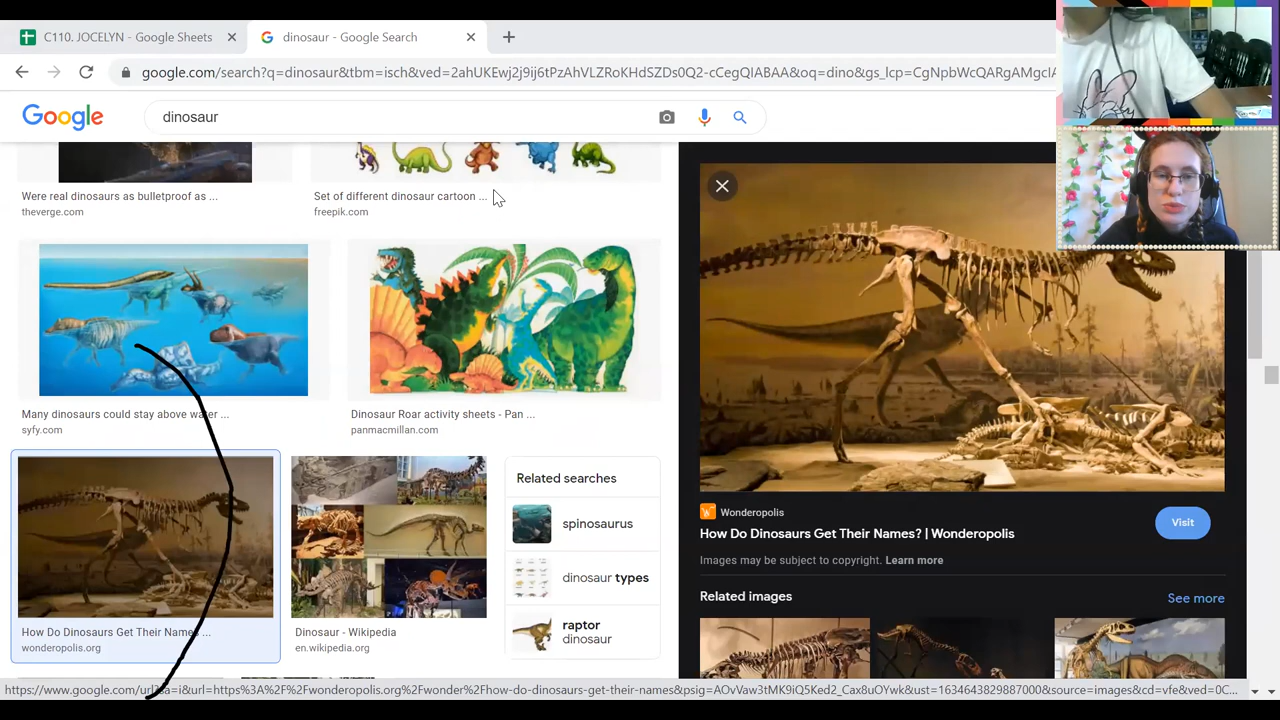 C110. JOCELYN - Google Sheets
dinosaur - Google Search
google.com/search?q=dinosaur&tbm=isch&ved=2ahUKEwj2j9ij6tPzAhVLZRoKHdSZDs0Q2-cCegQIABAA&oq=dino&gs_lcp=CgNpbWcQARgAMgcIA
Google
dinosaur
Were real dinosaurs as bulletproof as ...
theverge.com
Set of different dinosaur cartoon ...
freepik.com
Many dinosaurs could stay above water ...
syfy.com
Dinosaur Roar activity sheets - Pan ...
panmacmillan.com
How Do Dinosaurs Get Their Names ...
wonderopolis.org
Dinosaur - Wikipedia
en.wikipedia.org
Related searches
spinosaurus
dinosaur types
raptor
dinosaur
Wonderopolis
How Do Dinosaurs Get Their Names? | Wonderopolis
Visit
Images may be subject to copyright. Learn more
Related images
See more
https://www.google.com/url?sa=i&url=https%3A%2F%2Fwonderopolis.org%2Fwonder%2Fhow-do-dinosaurs-get-their-names&psig=AOvVaw3tMK9iQ5Ked2_Cax8uOYwk&ust=1634643829887000&source=images&cd=vfe&ved=0C...